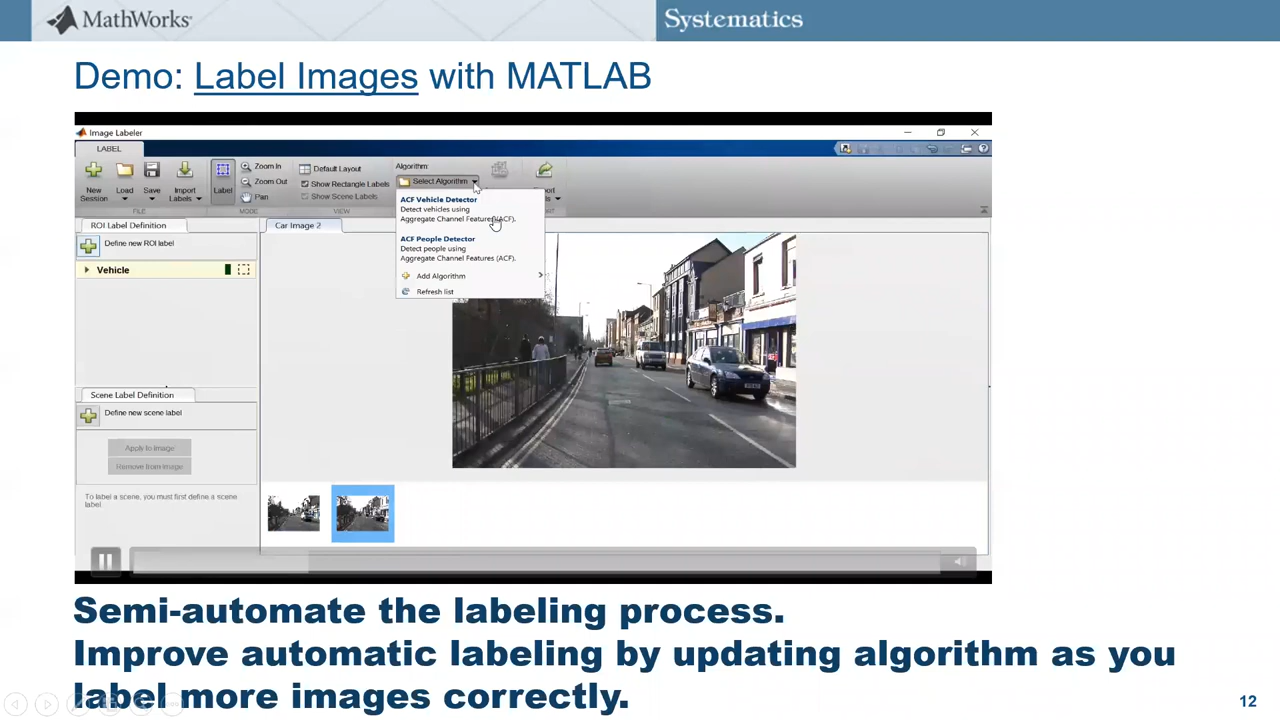 MathWorks
Systematics
Demo: Label Images with MATLAB
Image Labeler
LABEL
New Session
Load
Save
Import Labels
FILE
Label
Zoom In
Zoom Out
Pan
MODE
Default Layout
Show Rectangle Labels
Show Scene Labels
VIEW
Algorithm:
Select Algorithm
ACF Vehicle Detector
Detect vehicles using
Aggregate Channel Features (ACF).
ACF People Detector
Detect people using
Aggregate Channel Features (ACF).
Add Algorithm
Refresh list
ROI Label Definition
Define new ROI label
Vehicle
Car Image 2
Scene Label Definition
Define new scene label
Apply to Image
Remove from Image
To label a scene, you must first define a scene
label.
Semi-automate the labeling process.
Improve automatic labeling by updating algorithm as you
label more images correctly.
12